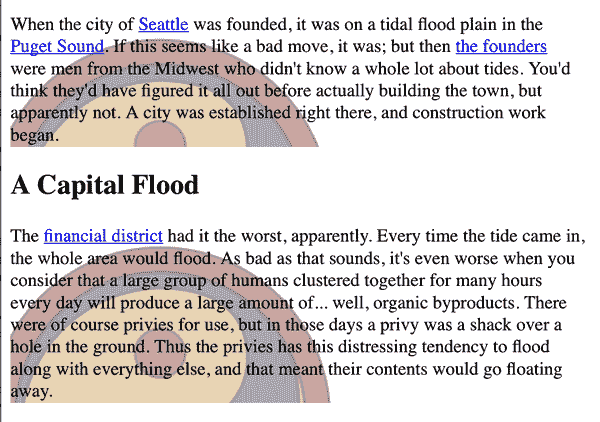 When the city of Seattle was founded, it was on a tidal flood plain in the
Puget Sound. If this seems like a bad move, it was; but then the founders
were men from the Midwest who didn't know a whole lot about tides. You'd
think they'd have figured it all out before actually building the town, but
apparently not. A city was established right there, and construction work
began.
A Capital Flood
The financial district had it the worst, apparently. Every time the tide came in,
the whole area would flood. As bad as that sounds, it's even worse when you
consider that a large group of humans clustered together for many hours
every day will produce a large amount of... well, organic byproducts. There
were of course privies for use, but in those days a privy was a shack over a
hole in the ground. Thus the privies has this distressing tendency to flood
along with everything else, and that meant their contents would go floating
away.